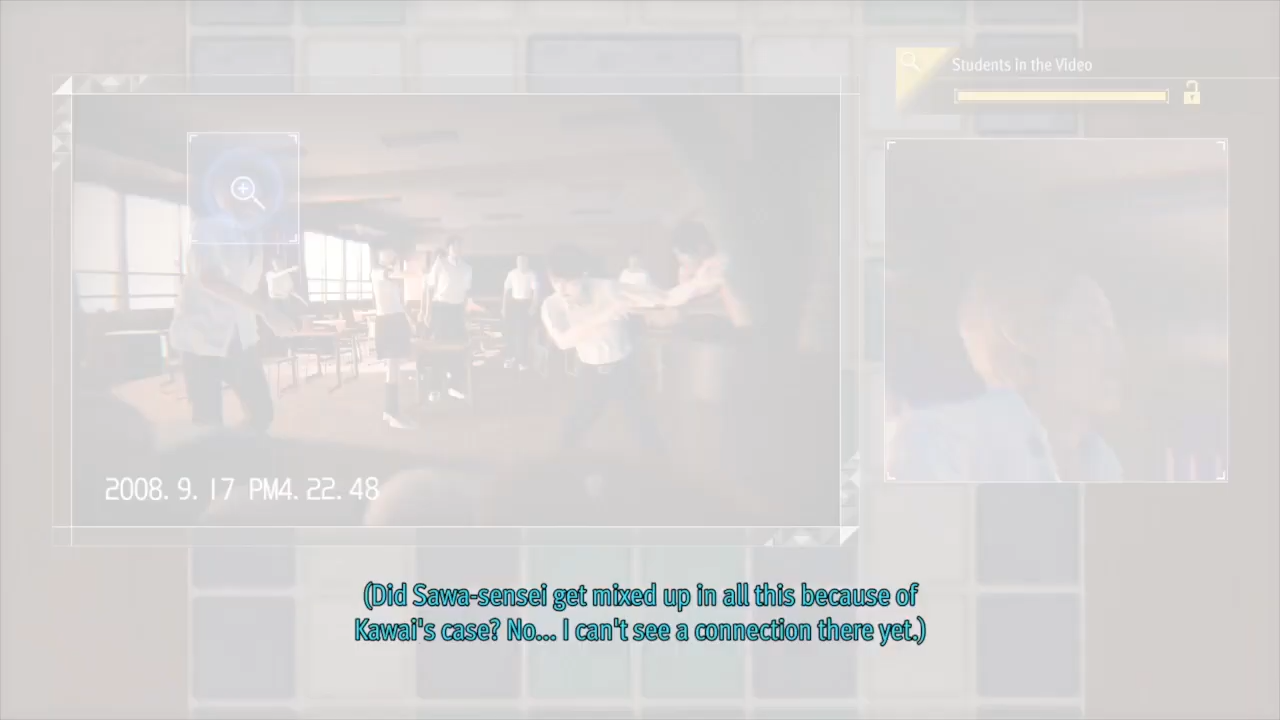 Students in the Video
2008. 9. 17 PM4. 22. 48
(Did Sawa-sensei get mixed up in all this because of
Kawai's case? No... I can't see a connection there yet.)